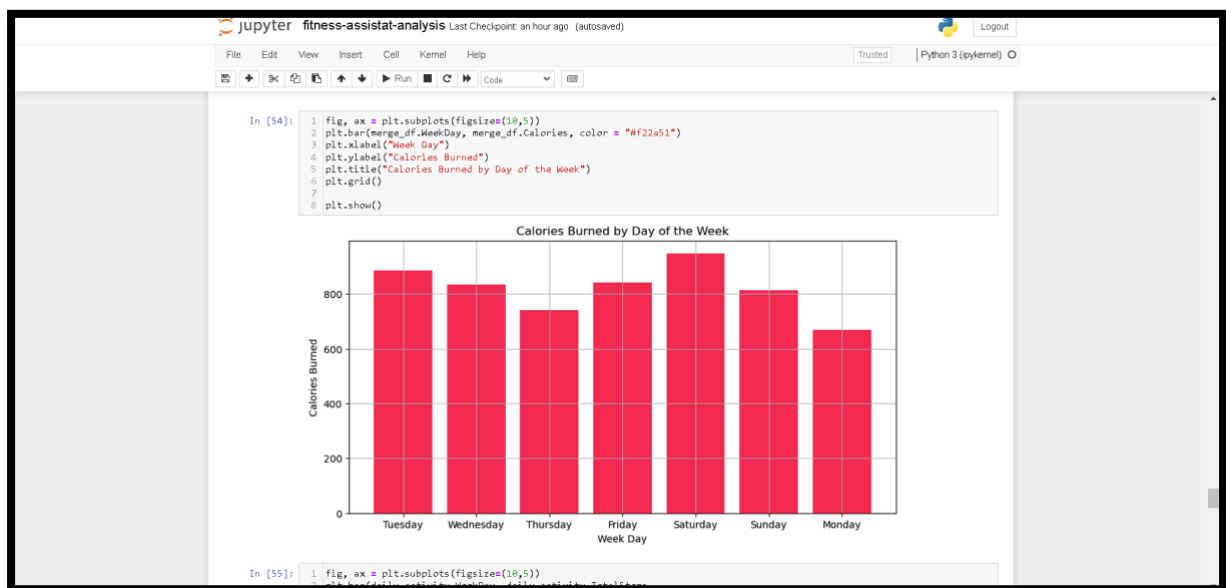 jupyter fitness-assistat-analysis Last Checkpoint: an hour ago (autosaved)
Logout
File Edit View Insert Cell Kernel Help
Trusted
Python 3 (ipykernel)
Run
Code
In [54]:
1 fig, ax = plt.subplots(figsize=(10,5))
2 plt.bar(merge_df.WeekDay, merge_df.Calories, color = "#f22a51")
3 plt.xlabel("Week Day")
4 plt.ylabel("Calories Burned")
5 plt.title("Calories Burned by Day of the Week")
6 plt.grid()
7
8 plt.show()
Calories Burned by Day of the Week
800
600
400
200
0
Calories Burned
Tuesday Wednesday Thursday Friday Saturday Sunday Monday
Week Day
In [55]:
1 fig, ax = plt.subplots(figsize=(10,5))